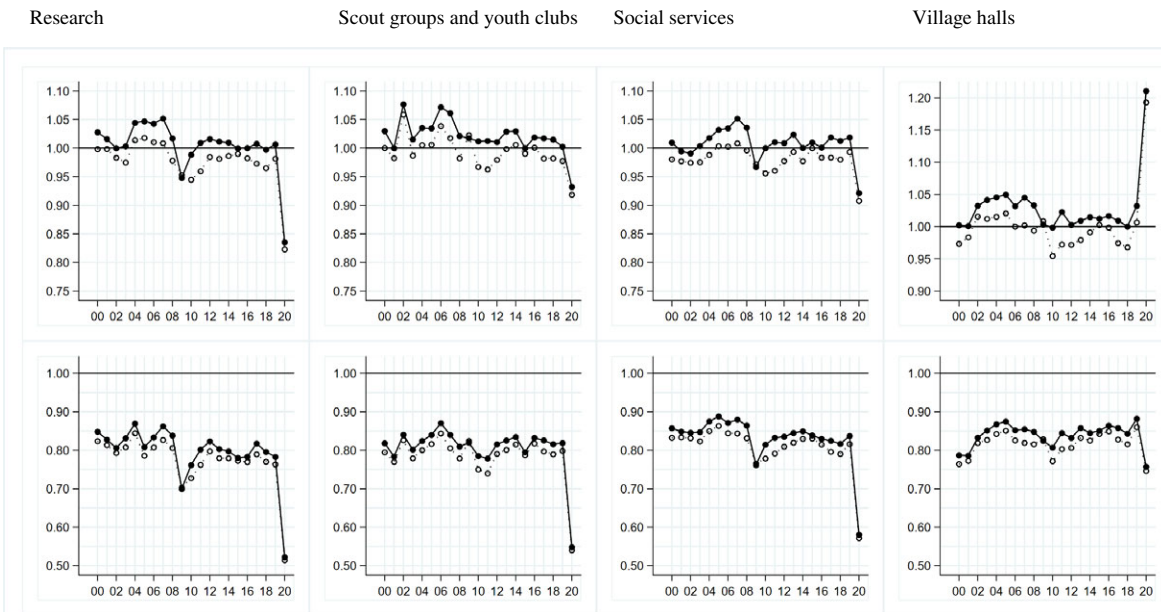 Research Scout groups and youth clubs Social services Village halls
1.10 1.10 1.10 1.20
1.05 1.05 1.05 1.15
1.00 1.00 1.00 1.10
0.95 0.95 0.95 1.05
0.90 0.90 0.90 1.00
0.85 0.85 0.85 0.95
0.80 0.80 0.80 0.90
0.75 0.75 0.75
00 02 04 06 08 10 12 14 16 18 20 00 02 04 06 08 10 12 14 16 18 20 00 02 04 06 08 10 12 14 16 18 20 00 02 04 06 08 10 12 14 16 18 20
1.00 1.00 1.00 1.00
0.90 0.90 0.90 0.90
0.80 0.80 0.80 0.80
0.70 0.70 0.70 0.70
0.60 0.60 0.60 0.60
0.50 0.50 0.50 0.50
00 02 04 06 08 10 12 14 16 18 20 00 02 04 06 08 10 12 14 16 18 20 00 02 04 06 08 10 12 14 16 18 20 00 02 04 06 08 10 12 14 16 18 20